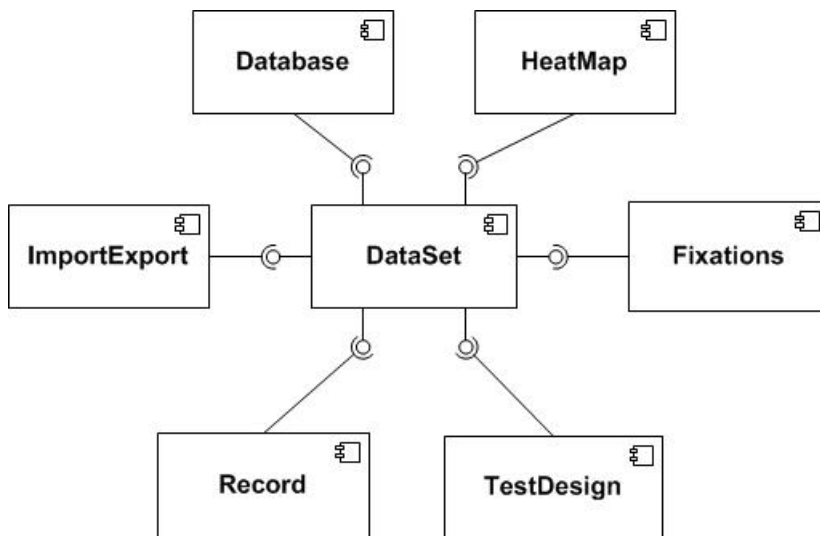 Database
HeatMap
ImportExport
DataSet
Fixations
Record
TestDesign